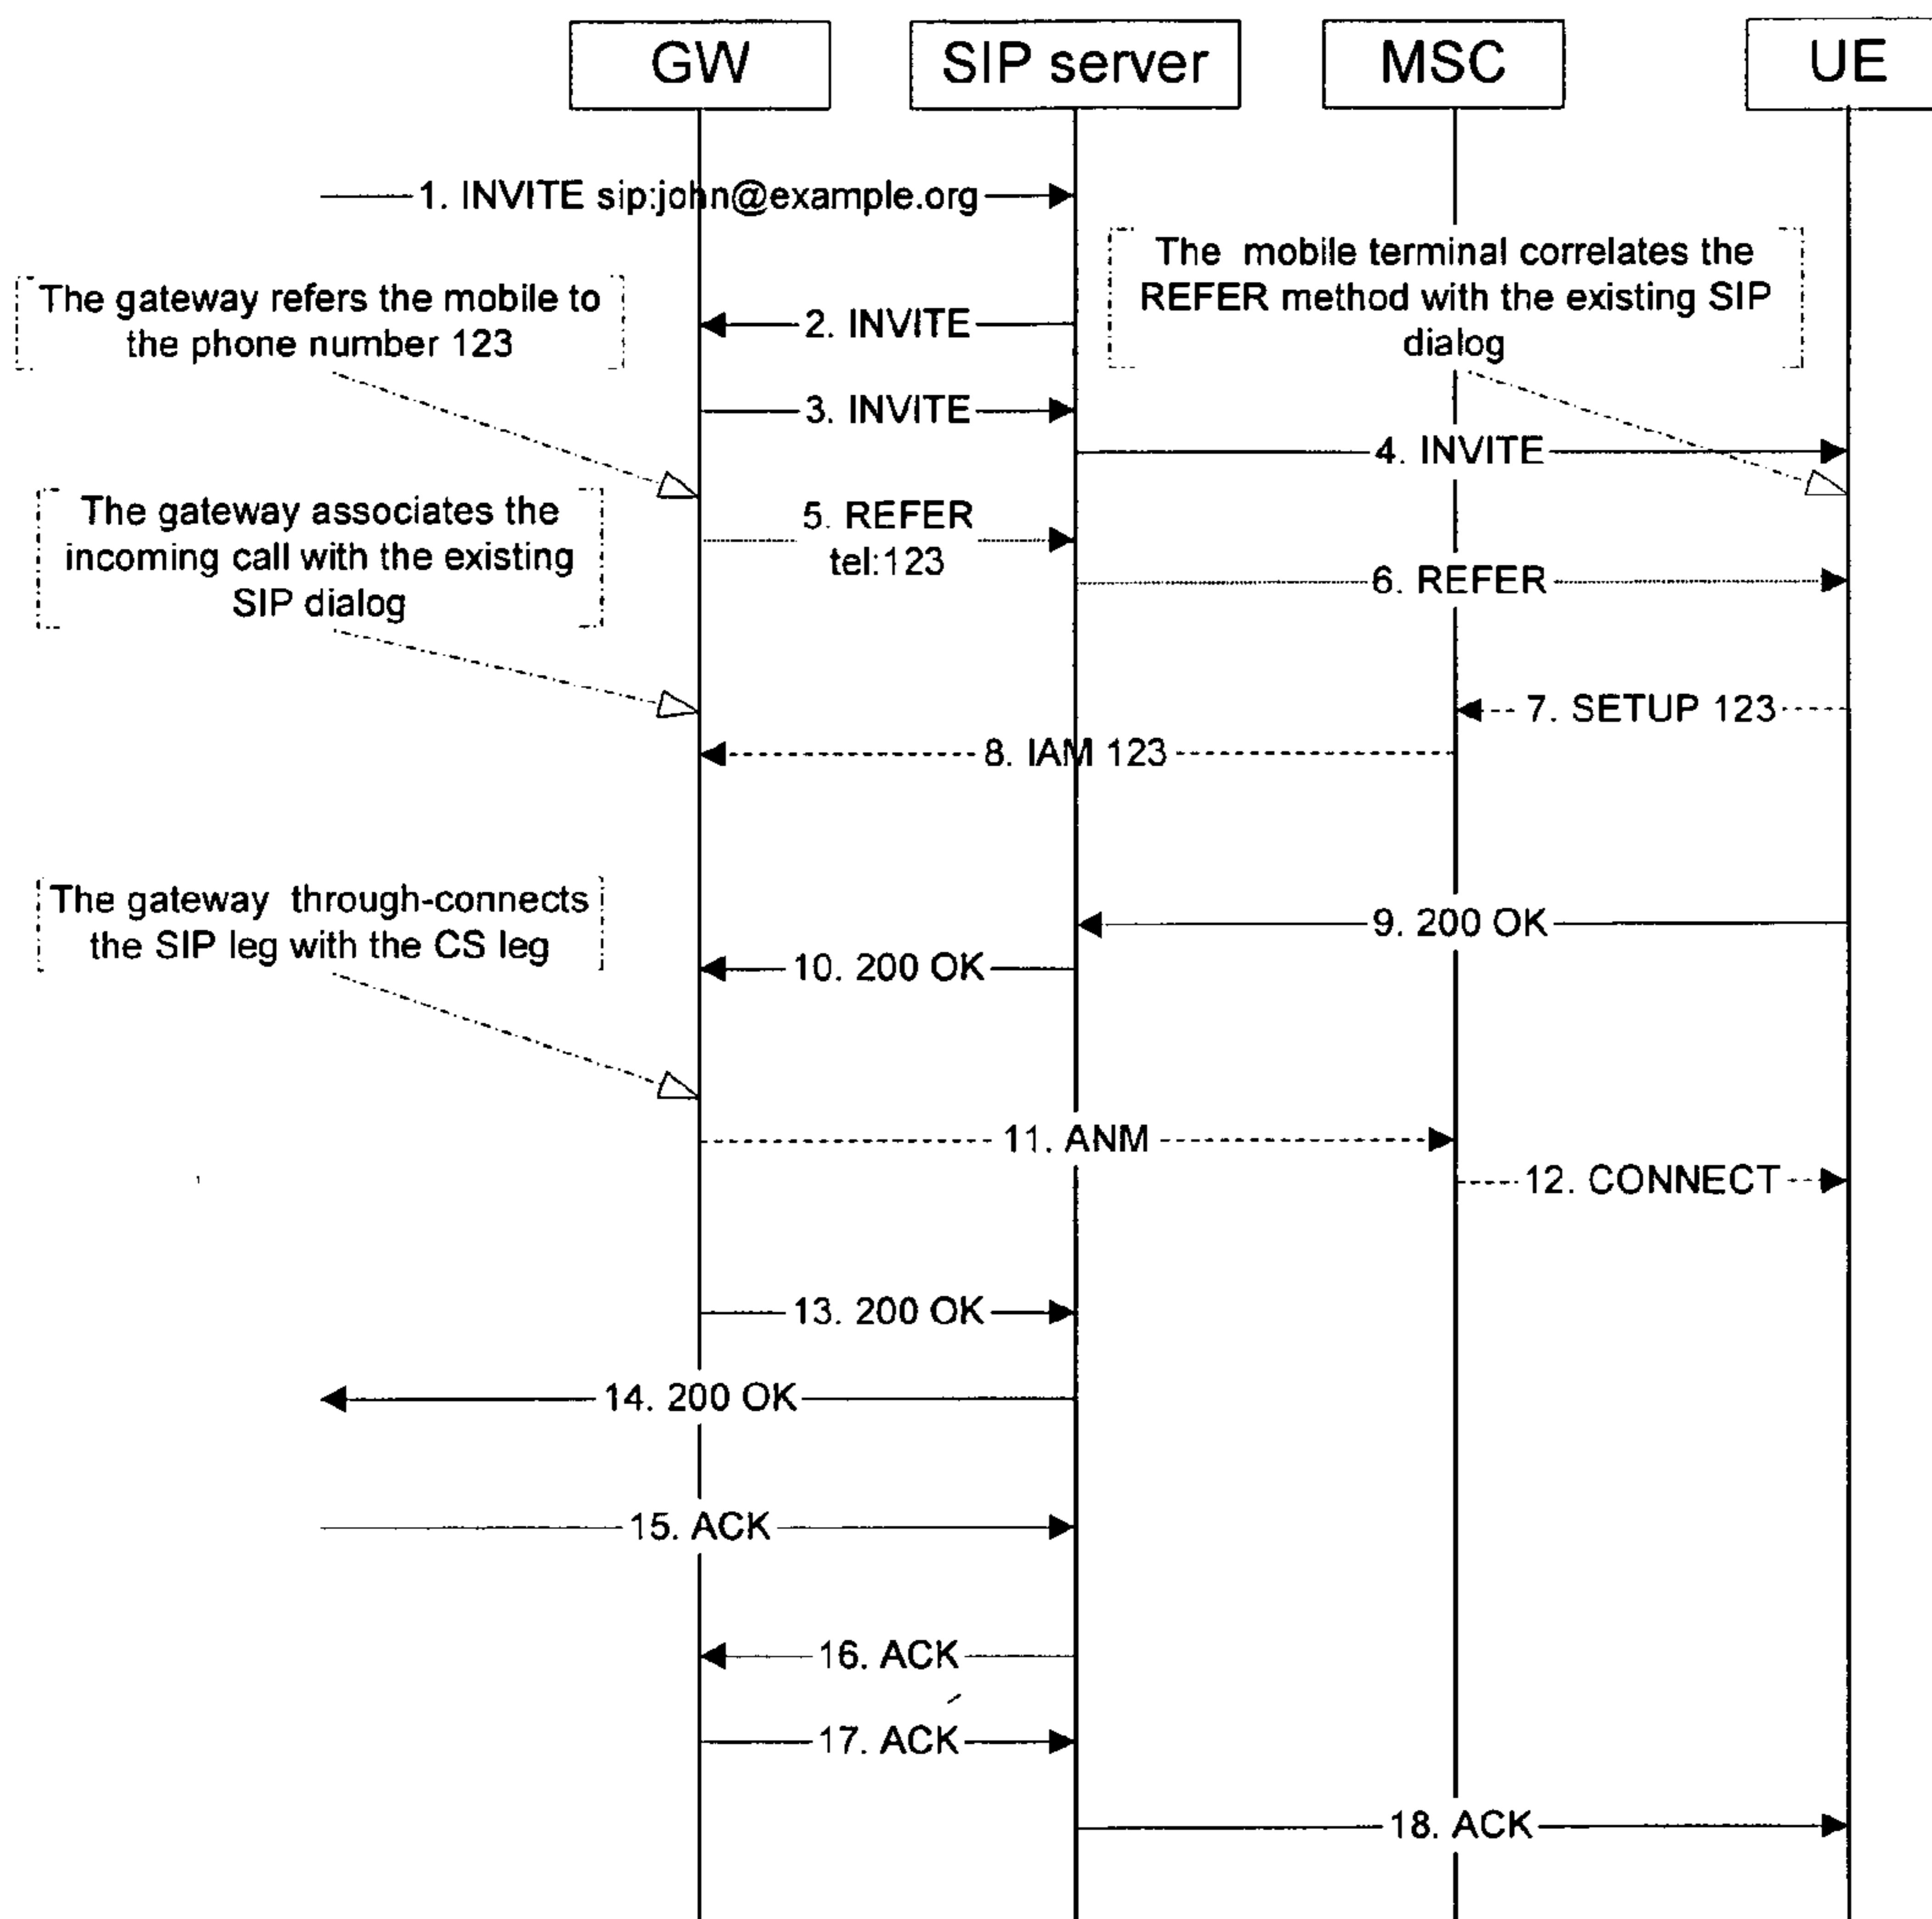 GW
SIP server
MSC
UE
1. INVITE sip:john@example.org
The mobile terminal correlates the
REFER method with the existing SIP
dialog
The gateway refers the mobile to
the phone number 123
2. INVITE
3. INVITE
4. INVITE
The gateway associates the
incoming call with the existing
SIP dialog
5. REFER
tel:123
6. REFER
7. SETUP 123
8. IAM 123
The gateway through-connects
the SIP leg with the CS leg
9. 200 OK
10. 200 OK
11. ANM
12. CONNECT
13. 200 OK
14. 200 OK
15. ACK
16. ACK
17. ACK
18. ACK